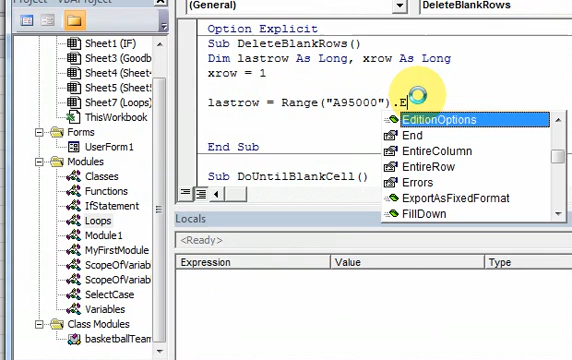 Project - VBAProject
(General)
DeleteBlankRows
Sheet1 (IF)
Sheet3 (Goodb
Sheet4 (Sheet4
Sheet5 (Sheet
Sheet7 (Loops)
ThisWorkbook
Forms
UserForm1
Modules
Classes
Functions
IfStatement
Loops
Module1
MyFirstModule
ScopeOfVariab
ScopeOfVariab
SelectCase
Variables
Class Modules
basketballTeam
Option Explicit
Sub DeleteBlankRows()
Dim lastrow As Long, xrow As Long
xrow = 1
lastrow = Range("A95000").E
EditionOptions
End
EntireColumn
EntireRow
Errors
ExportAsFixedFormat
FillDown
End Sub
Sub DoUntilBlankCell()
Locals
<Ready>
Expression
Value
Type